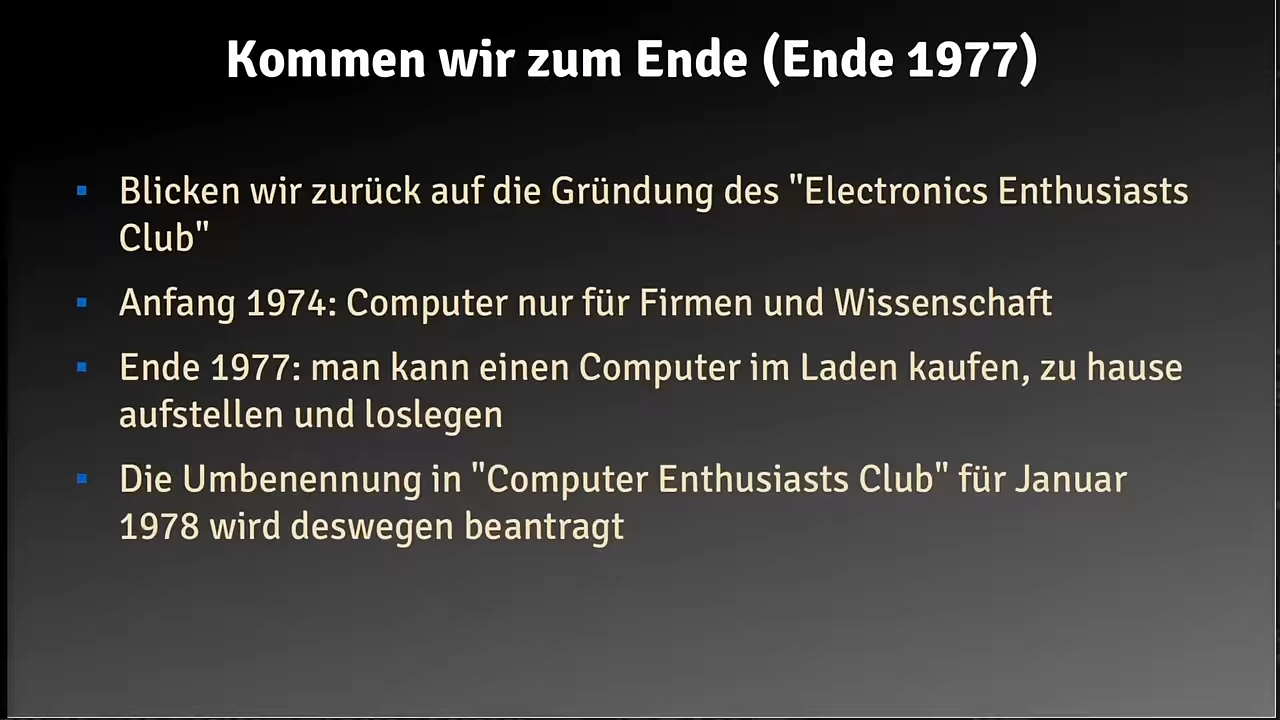 Kommen wir zum Ende (Ende 1977)
▪ Blicken wir zurück auf die Gründung des "Electronics Enthusiasts
Club"
▪ Anfang 1974: Computer nur für Firmen und Wissenschaft
▪ Ende 1977: man kann einen Computer im Laden kaufen, zu hause
aufstellen und loslegen
▪ Die Umbenennung in "Computer Enthusiasts Club" für Januar
1978 wird deswegen beantragt